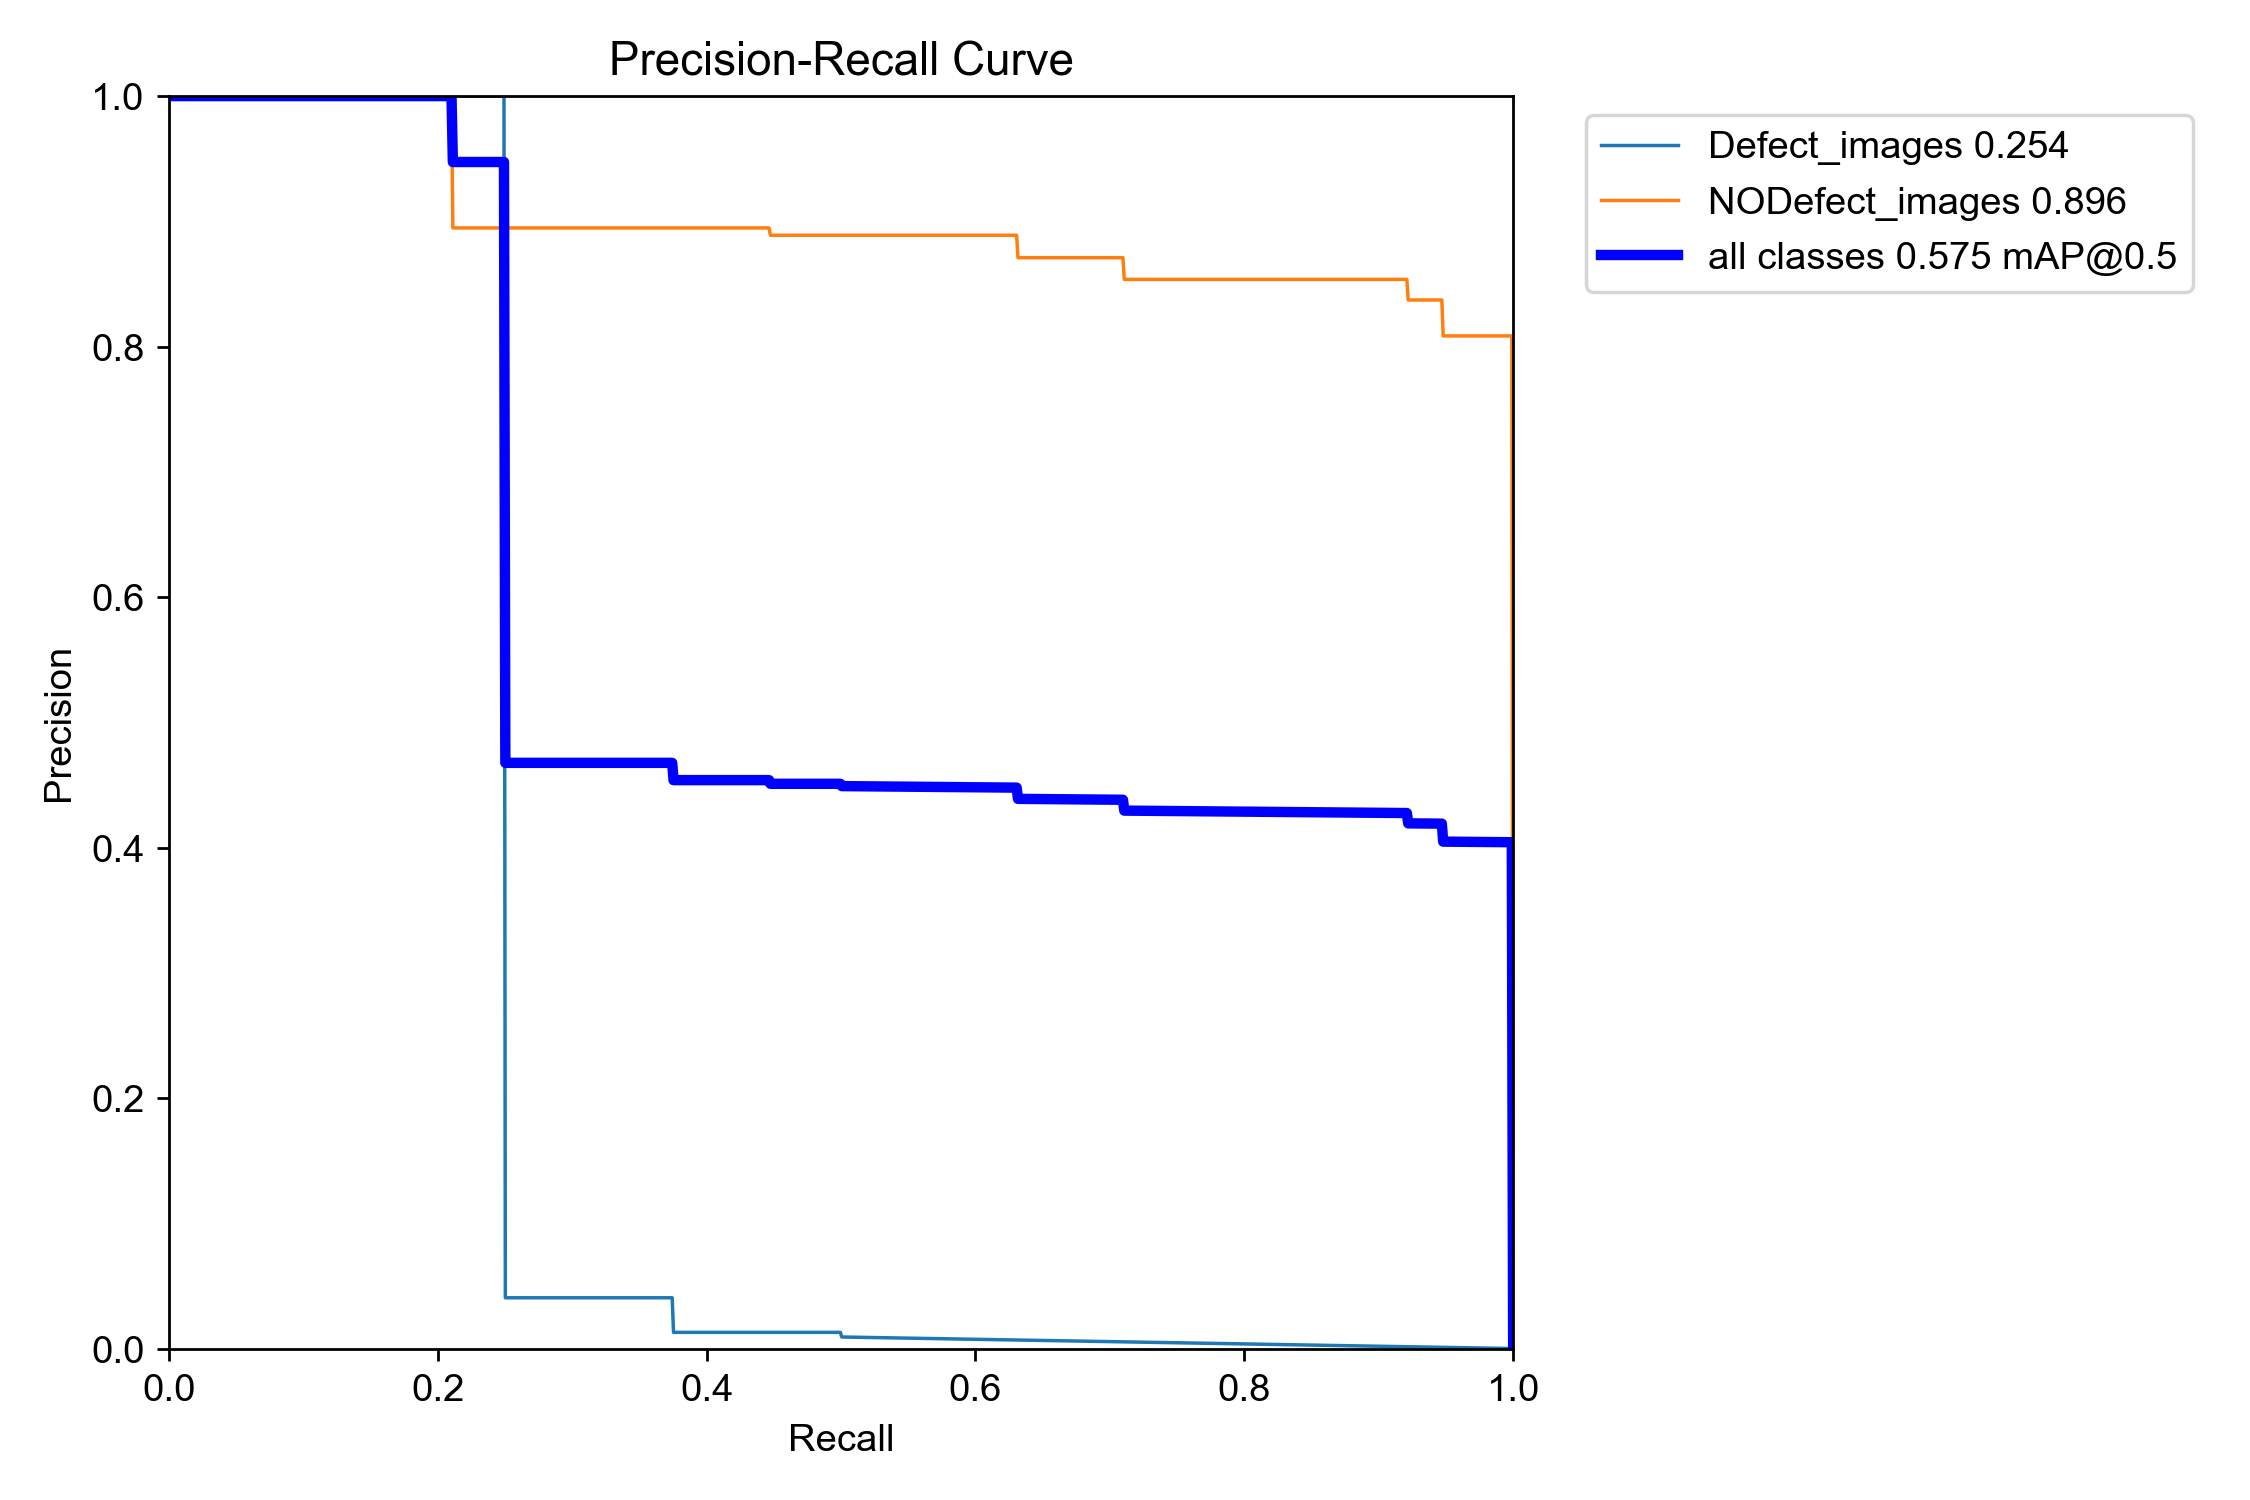 Precision-Recall Curve
1.0
0.8
0.6
0.4
0.2
0.0
Precision
0.0 0.2 0.4 0.6 0.8 1.0
Recall
Defect_images 0.254
NODefect_images 0.896
all classes 0.575 mAP@0.5